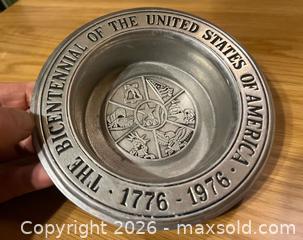 THE BICENTENNIAL OF THE UNITED STATES OF AMERICA
· 1776 - 1976 ·
Copyright 2026 - maxsold.com